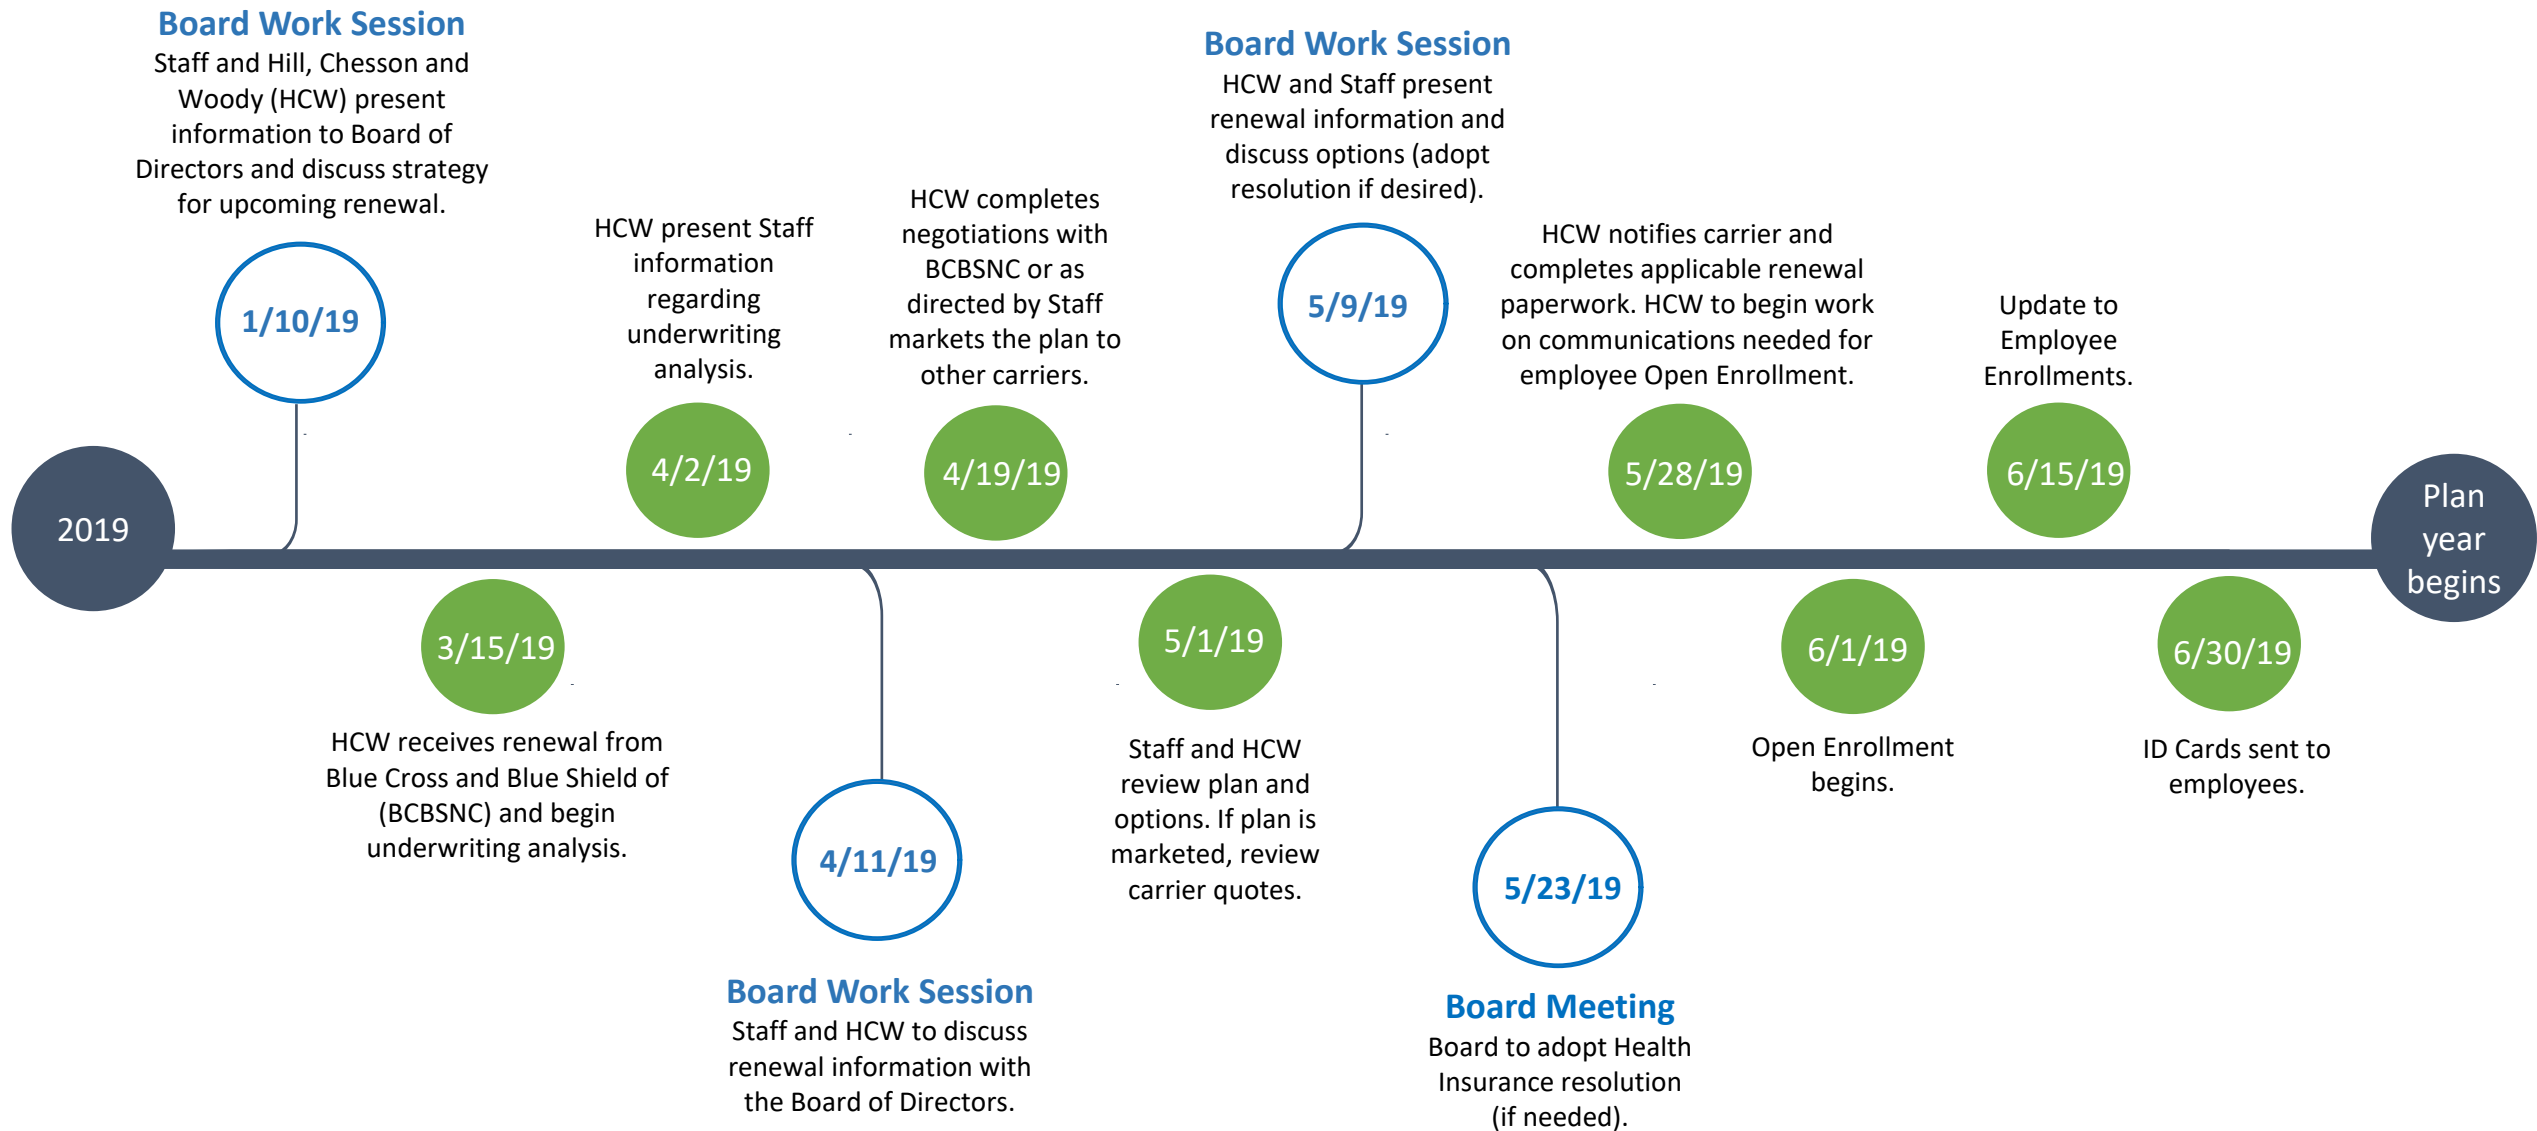 2019
Board Work Session
Staff and Hill, Chesson and
Woody (HCW) present
information to Board of
Directors and discuss strategy
for upcoming renewal.
1/10/19
3/15/19
HCW receives renewal from
Blue Cross and Blue Shield of
(BCBSNC) and begin
underwriting analysis.
HCW present Staff
information
regarding
underwriting
analysis.
4/2/19
4/11/19
Board Work Session
Staff and HCW to discuss
renewal information with
the Board of Directors.
HCW completes
negotiations with
BCBSNC or as
directed by Staff
markets the plan to
other carriers.
4/19/19
5/1/19
Staff and HCW
review plan and
options. If plan is
marketed, review
carrier quotes.
Board Work Session
HCW and Staff present
renewal information and
discuss options (adopt
resolution if desired).
5/9/19
5/23/19
Board Meeting
Board to adopt Health
Insurance resolution
(if needed).
HCW notifies carrier and
completes applicable renewal
paperwork. HCW to begin work
on communications needed for
employee Open Enrollment.
5/28/19
6/1/19
Open Enrollment
begins.
Update to
Employee
Enrollments.
6/15/19
6/30/19
ID Cards sent to
employees.
Plan
year
begins